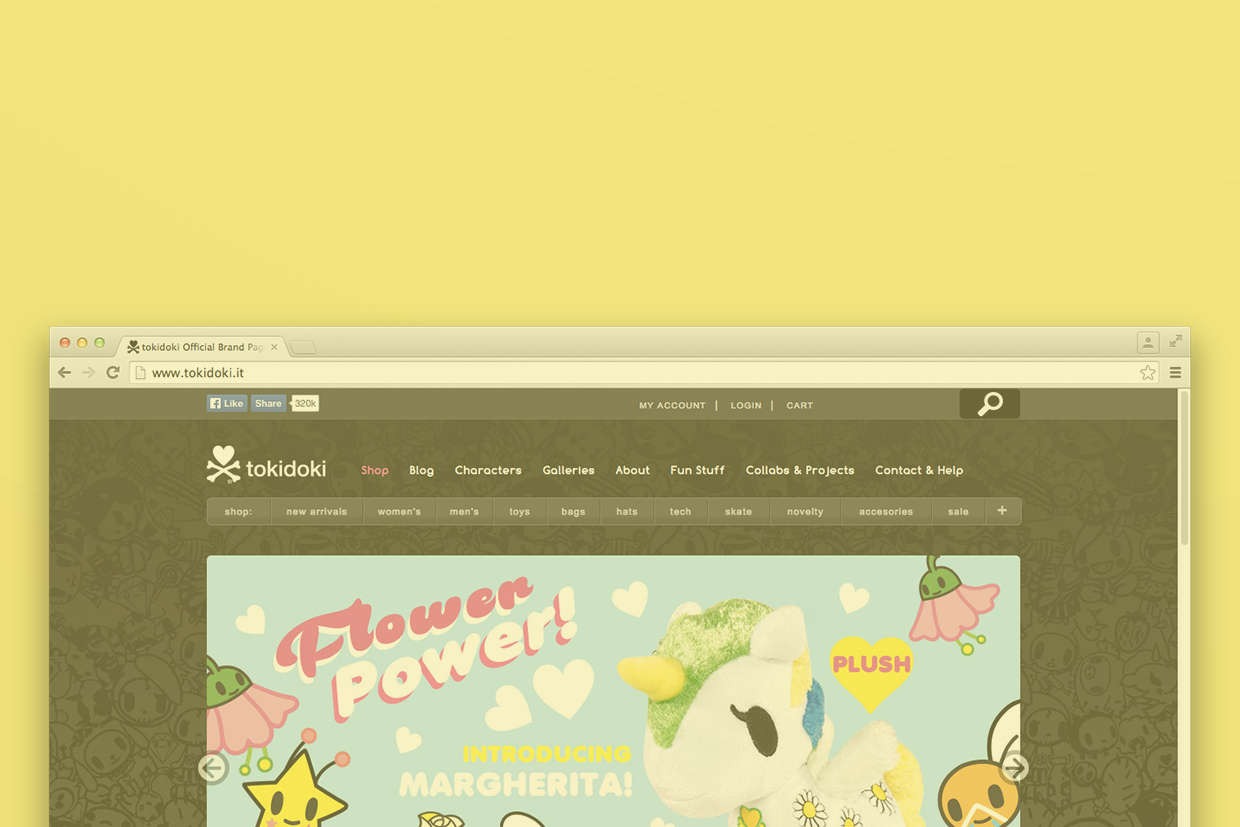 tokidoki Official Brand Pag
www.tokidoki.it
Like Share 320k
MY ACCOUNT | LOGIN | CART
tokidoki Shop Blog Characters Galleries About Fun Stuff Collabs & Projects Contact & Help
shop: new arrivals women's men's toys bags hats tech skate novelty accesories sale +
Flower
Power!
PLUSH
INTRODUCING
MARGHERITA!